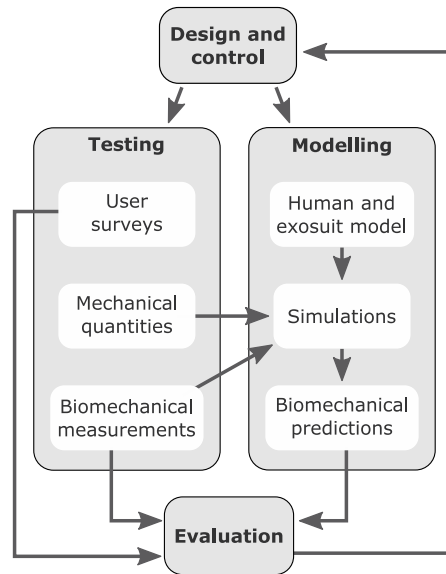 Design and
control
Testing
User
surveys
Mechanical
quantities
Biomechanical
measurements
Modelling
Human and
exosuit model
Simulations
Biomechanical
predictions
Evaluation